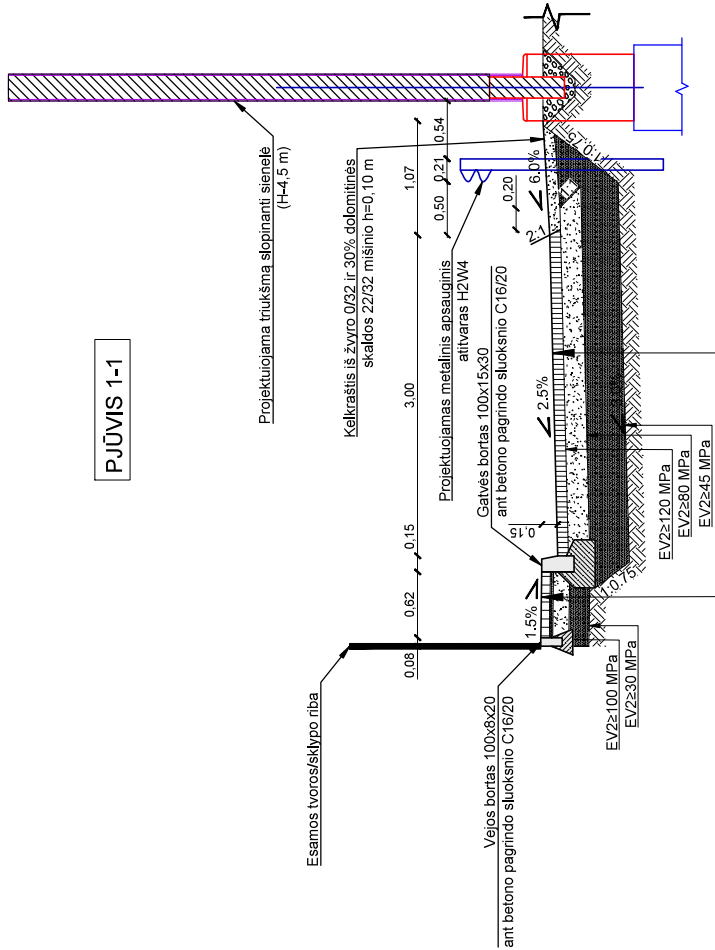 PJŪVIS 1-1
Projektuojama triukšmą slopinanti sienelė
(H-4,5 m)
Kelkraštis iš žvyro 0/32 ir 30% dolomitinės
skaldos 22/32 mišinio h=0,10 m
Projektuojamas metalinis apsauginis
atitvaras H2W4
Gatvės bortas 100x15x30
ant betono pagrindo sluoksnio C16/20
Esamos tvoros/sklypo riba
Vejos bortas 100x8x20
ant betono pagrindo sluoksnio C16/20
0,08
0,62
0,15
3.00
1,07
0.50
0,21
0.54
0,20
0,15
1.5%
2.5%
6.0%
2:1
1:0.75
1:0.75
EV2≥100 MPa
EV2≥30 MPa
EV2≥120 MPa
EV2≥80 MPa
EV2≥45 MPa